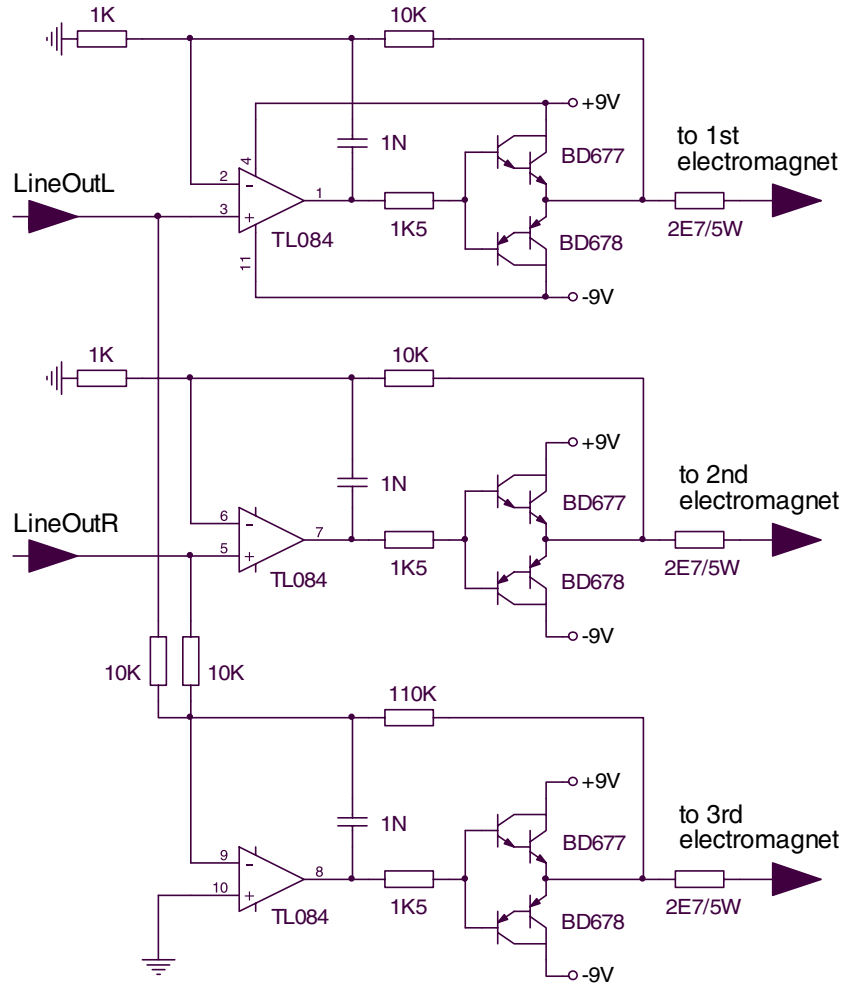 1K
10K
+9V
4
1N
BD677
to 1st
electromagnet
LineOutL
2
-
1
3
+
TL084
1K5
BD678
2E7/5W
11
-9V
1K
10K
+9V
1N
BD677
to 2nd
electromagnet
LineOutR
6
-
7
5
+
TL084
1K5
BD678
2E7/5W
-9V
10K
10K
110K
+9V
1N
BD677
to 3rd
electromagnet
9
-
8
10
+
TL084
1K5
BD678
2E7/5W
-9V